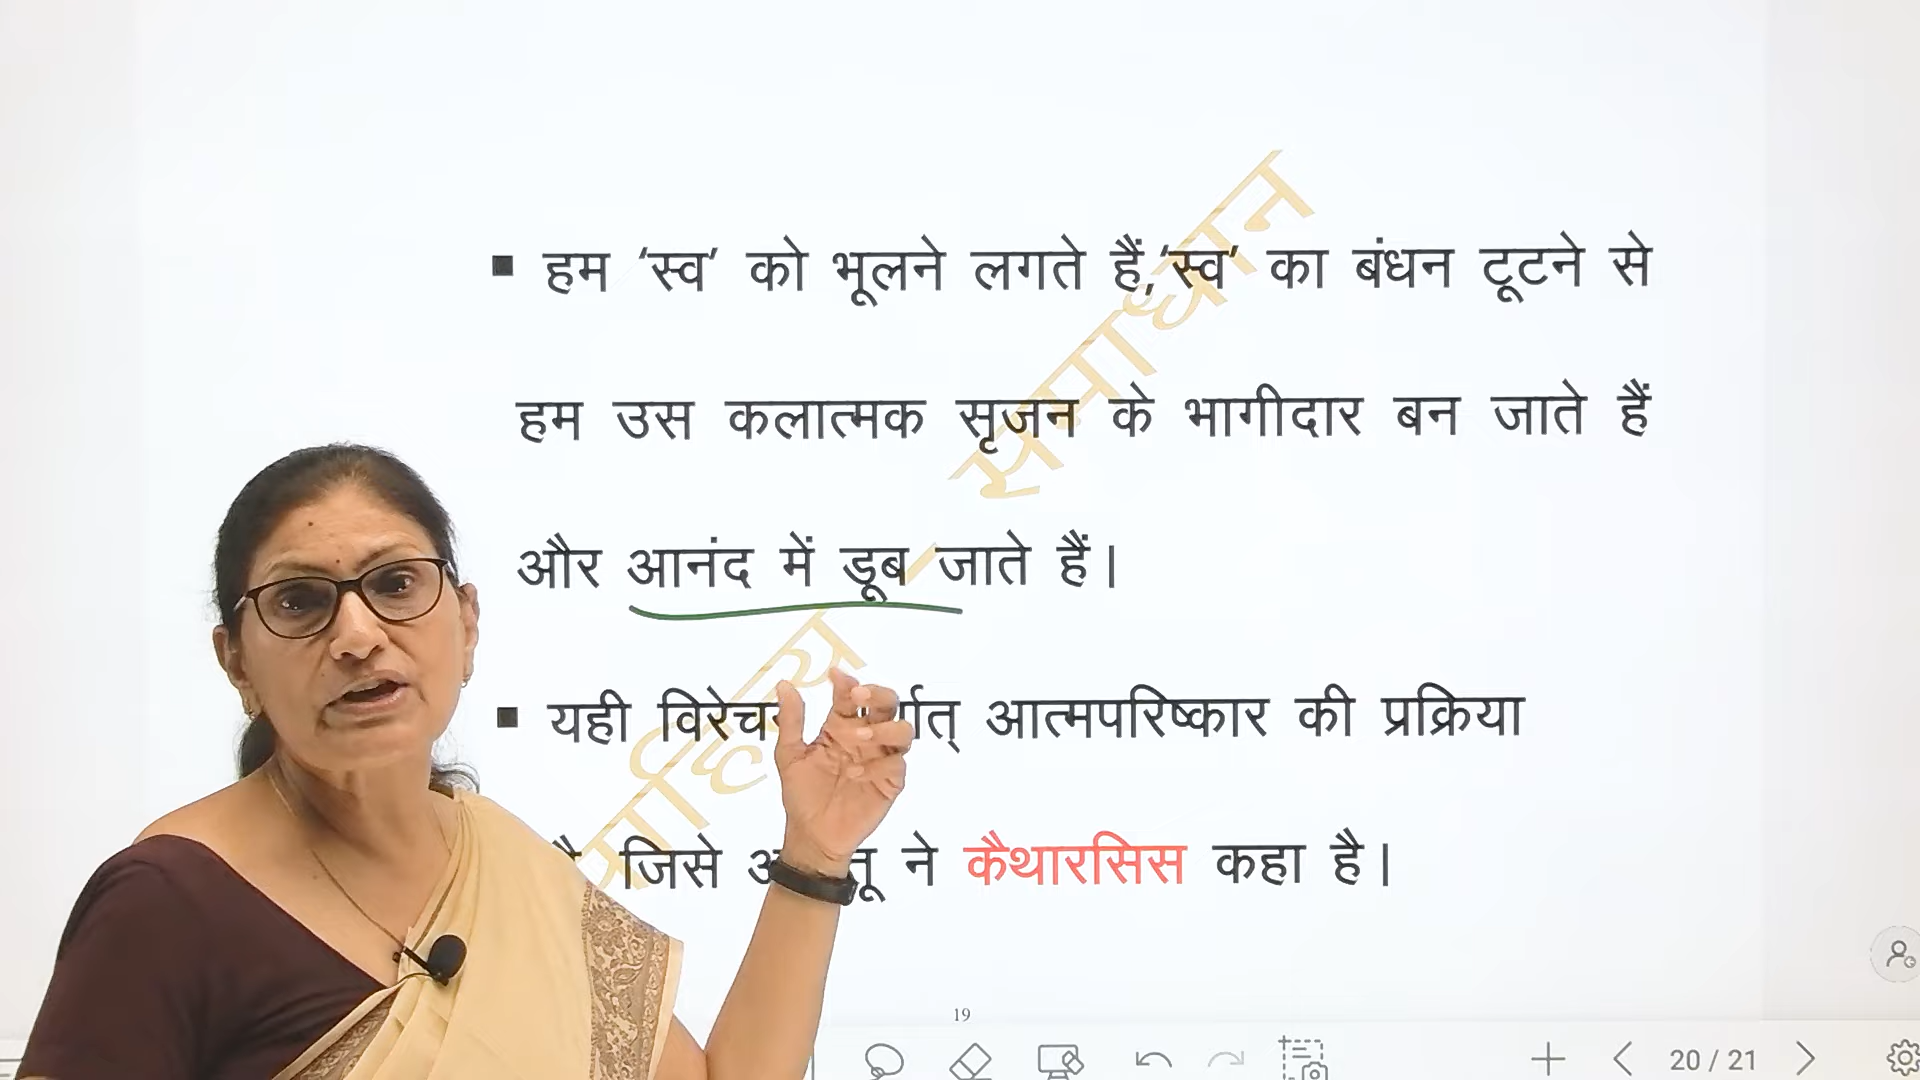 हम ‘स्व’ को भूलने लगते हैं,‘स्व’ का बंधन टूटने से
हम उस कलात्मक सृजन के भागीदार बन जाते हैं
और आनंद में डूब जाते हैं।
यही आत्मपरिष्कार की प्रक्रिया
जिसे ने कैथारसिस कहा है।
साहित्य - समाधान
19
20 / 21